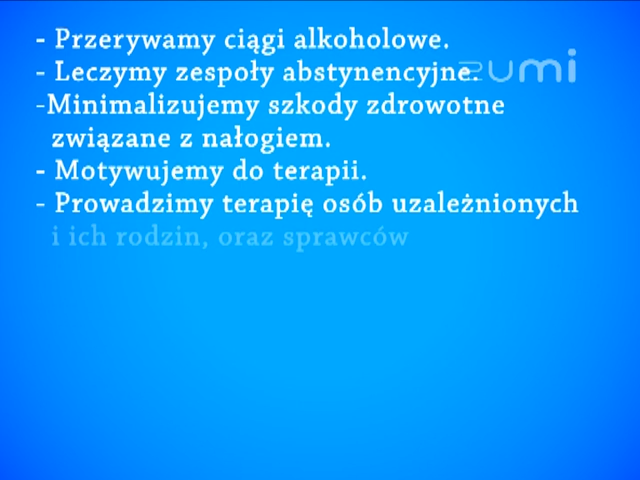 - Przerywamy ciągi alkoholowe.
- Leczymy zespoły abstynencyjne.
umi
-Minimalizujemy szkody zdrowotne
związane z nałogiem.
- Motywujemy do terapii.
- Prowadzimy terapię osób uzależnionych
i ich rodzin, oraz sprawców